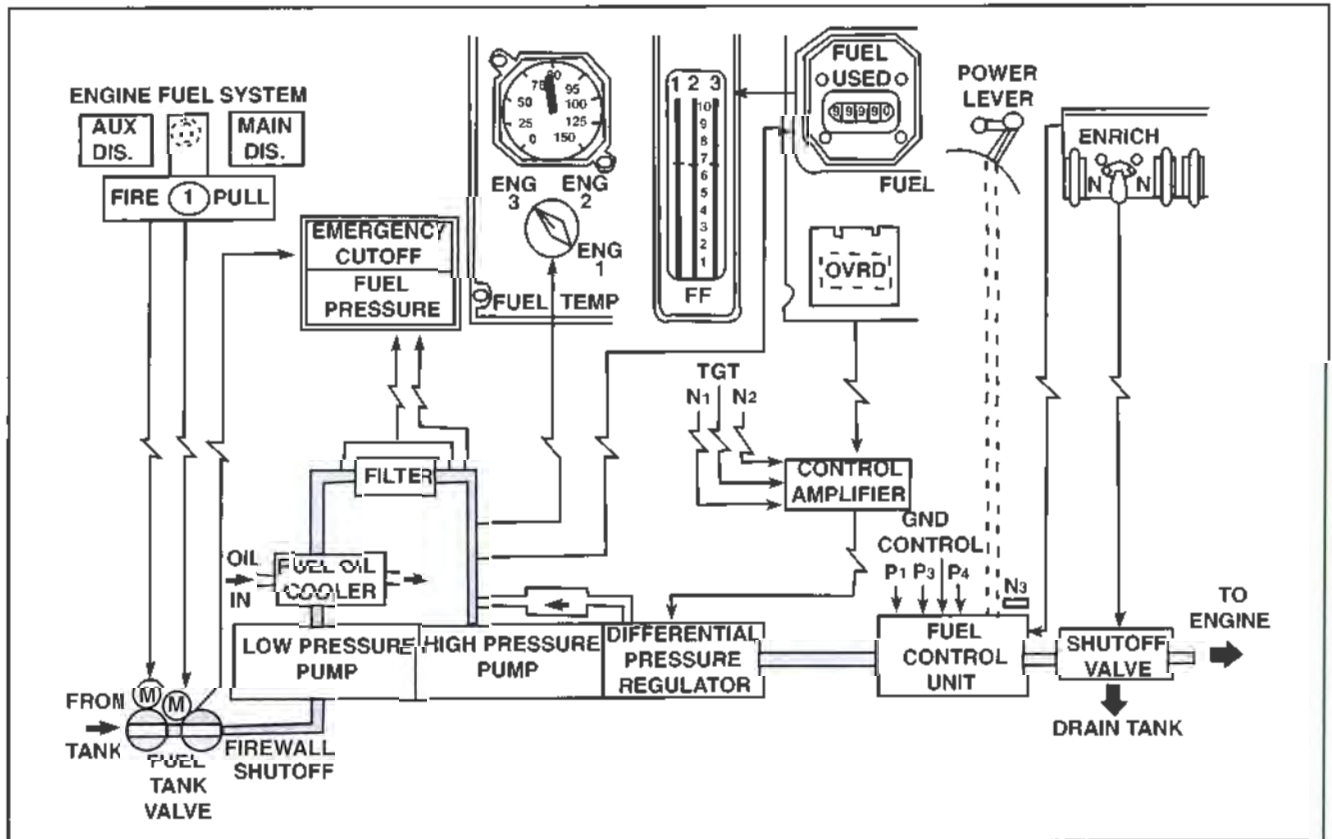 ENGINE FUEL SYSTEM
AUX
DIS.
MAIN
DIS.
FIRE 1 PULL
EMERGENCY
CUTOFF
FUEL
PRESSURE
0
25
50
75
80
95
100
125
150
ENG
3
ENG
2
ENG
1
FUEL TEMP
1 2 3
10
9
8
7
6
5
4
3
2
1
FF
FUEL
USED
99990
FUEL
OVRD
POWER
LEVER
ENRICH
N N
TGT
N1 N2
CONTROL
AMPLIFIER
GND
CONTROL
P1 P3 P4
N3
FILTER
OIL
IN
FUEL OIL
COOLER
LOW PRESSURE
PUMP
HIGH PRESSURE
PUMP
DIFFERENTIAL
PRESSURE
REGULATOR
FUEL
CONTROL
UNIT
SHUTOFF
VALVE
TO
ENGINE
DRAIN TANK
M
M
FROM
TANK
FUEL
TANK
VALVE
FIREWALL
SHUTOFF